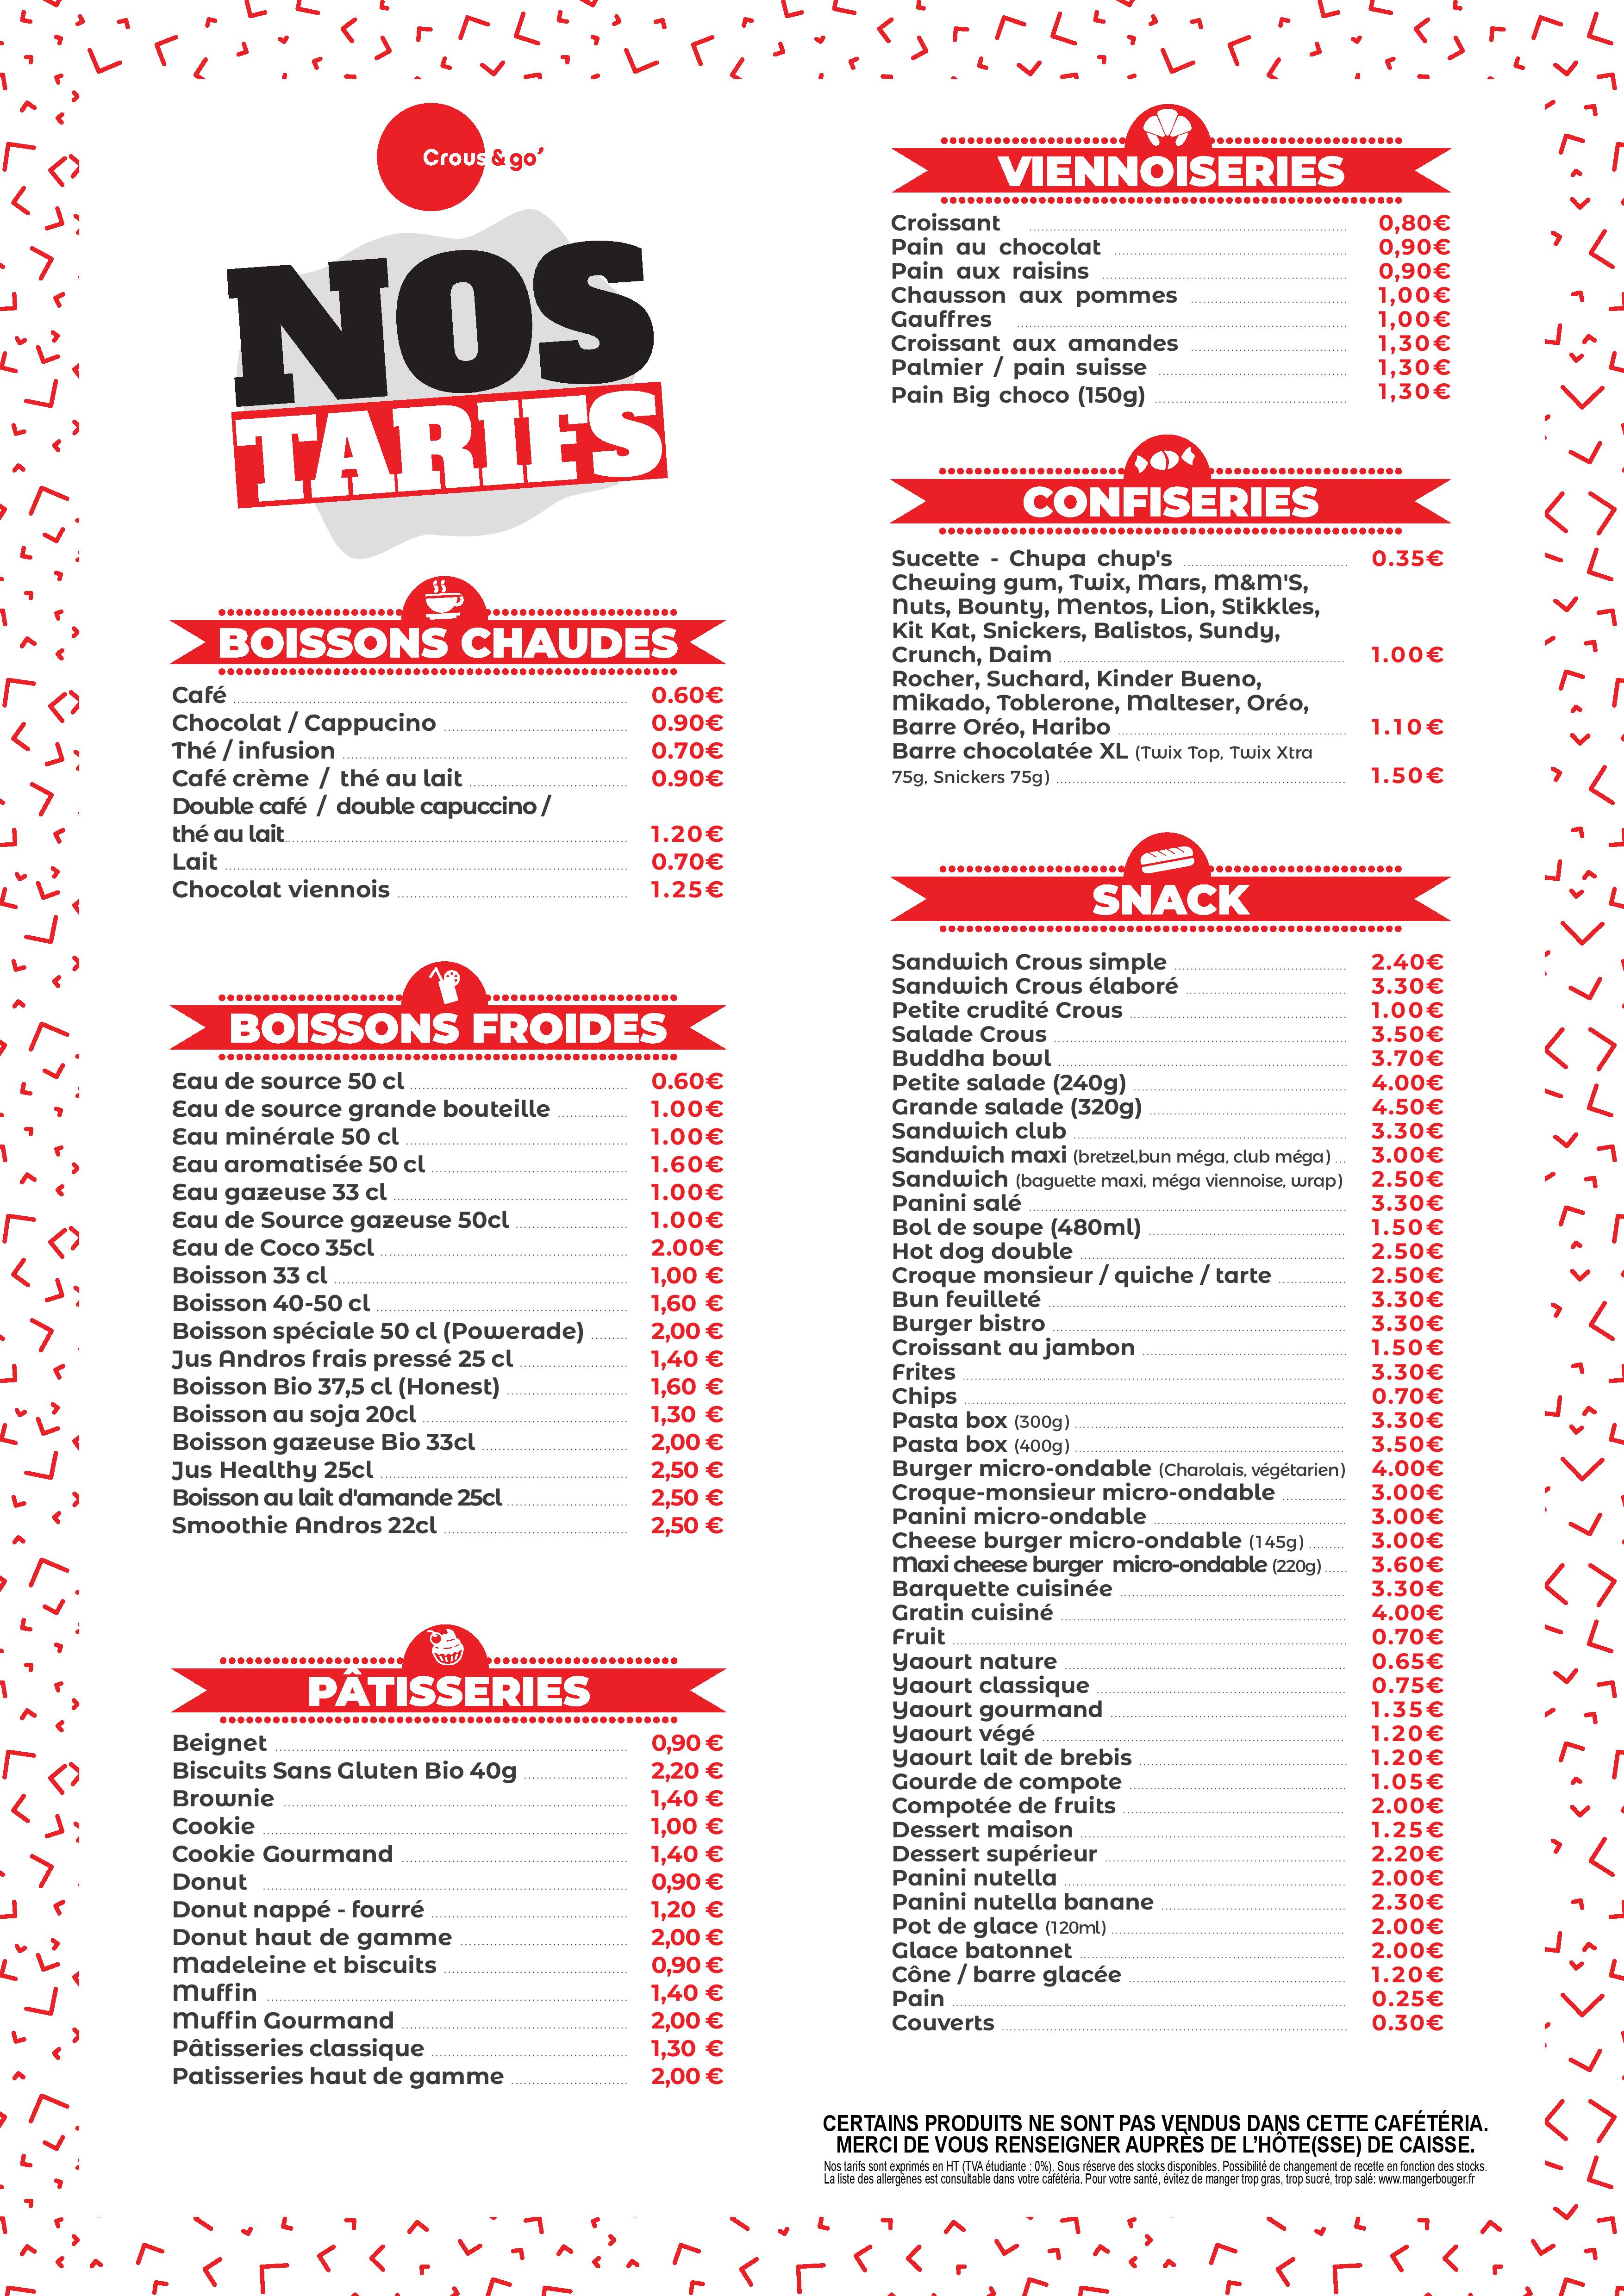 Crous & go'
NOS
TARIFS
BOISSONS CHAUDES
Café 0.60€
Chocolat / Cappucino 0.90€
Thé / infusion 0.70€
Café crème / thé au lait 0.90€
Double café / double capuccino /
thé au lait 1.20€
Lait 0.70€
Chocolat viennois 1.25€
BOISSONS FROIDES
Eau de source 50 cl 0.60€
Eau de source grande bouteille 1.00€
Eau minérale 50 cl 1.00€
Eau aromatisée 50 cl 1.60€
Eau gazeuse 33 cl 1.00€
Eau de Source gazeuse 50cl 1.00€
Eau de Coco 35cl 2.00€
Boisson 33 cl 1,00 €
Boisson 40-50 cl 1,60 €
Boisson spéciale 50 cl (Powerade) 2,00 €
Jus Andros frais pressé 25 cl 1,40 €
Boisson Bio 37,5 cl (Honest) 1,60 €
Boisson au soja 20cl 1,30 €
Boisson gazeuse Bio 33cl 2,00 €
Jus Healthy 25cl 2,50 €
Boisson au lait d'amande 25cl 2,50 €
Smoothie Andros 22cl 2,50 €
PÂTISSERIES
Beignet 0,90 €
Biscuits Sans Gluten Bio 40g 2,20 €
Brownie 1,40 €
Cookie 1,00 €
Cookie Gourmand 1,40 €
Donut 0,90 €
Donut nappé - fourré 1,20 €
Donut haut de gamme 2,00 €
Madeleine et biscuits 0,90 €
Muffin 1,40 €
Muffin Gourmand 2,00 €
Pâtisseries classique 1,30 €
Patisseries haut de gamme 2,00 €
VIENNOISERIES
Croissant 0,80€
Pain au chocolat 0,90€
Pain aux raisins 0,90€
Chausson aux pommes 1,00€
Gauffres 1,00€
Croissant aux amandes 1,30€
Palmier / pain suisse 1,30€
Pain Big choco (150g) 1,30€
CONFISERIES
Sucette - Chupa chup's 0.35€
Chewing gum, Twix, Mars, M&M'S,
Nuts, Bounty, Mentos, Lion, Stikkles,
Kit Kat, Snickers, Balistos, Sundy,
Crunch, Daim 1.00€
Rocher, Suchard, Kinder Bueno,
Mikado, Toblerone, Malteser, Oréo,
Barre Oréo, Haribo 1.10€
Barre chocolatée XL (Twix Top, Twix Xtra
75g, Snickers 75g) 1.50€
SNACK
Sandwich Crous simple 2.40€
Sandwich Crous élaboré 3.30€
Petite crudité Crous 1.00€
Salade Crous 3.50€
Buddha bowl 3.70€
Petite salade (240g) 4.00€
Grande salade (320g) 4.50€
Sandwich club 3.30€
Sandwich maxi (bretzel,bun méga, club méga) 3.00€
Sandwich (baguette maxi, méga viennoise, wrap) 2.50€
Panini salé 3.30€
Bol de soupe (480ml) 1.50€
Hot dog double 2.50€
Croque monsieur / quiche / tarte 2.50€
Bun feuilleté 3.30€
Burger bistro 3.30€
Croissant au jambon 1.50€
Frites 3.30€
Chips 0.70€
Pasta box (300g) 3.30€
Pasta box (400g) 3.50€
Burger micro-ondable (Charolais, végétarien) 4.00€
Croque-monsieur micro-ondable 3.00€
Panini micro-ondable 3.00€
Cheese burger micro-ondable (145g) 3.00€
Maxi cheese burger micro-ondable (220g) 3.60€
Barquette cuisinée 3.30€
Gratin cuisiné 4.00€
Fruit 0.70€
Yaourt nature 0.65€
Yaourt classique 0.75€
Yaourt gourmand 1.35€
Yaourt végé 1.20€
Yaourt lait de brebis 1.20€
Gourde de compote 1.05€
Compotée de fruits 2.00€
Dessert maison 1.25€
Dessert supérieur 2.20€
Panini nutella 2.00€
Panini nutella banane 2.30€
Pot de glace (120ml) 2.00€
Glace batonnet 2.00€
Cône / barre glacée 1.20€
Pain 0.25€
Couverts 0.30€
CERTAINS PRODUITS NE SONT PAS VENDUS DANS CETTE CAFÉTÉRIA.
MERCI DE VOUS RENSEIGNER AUPRÈS DE L'HÔTE(SSE) DE CAISSE.
Nos tarifs sont exprimés en HT (TVA étudiante : 0%). Sous réserve des stocks disponibles. Possibilité de changement de recette en fonction des stocks.
La liste des allergènes est consultable dans votre cafétéria. Pour votre santé, évitez de manger trop gras, trop sucré, trop salé: www.mangerbouger.fr